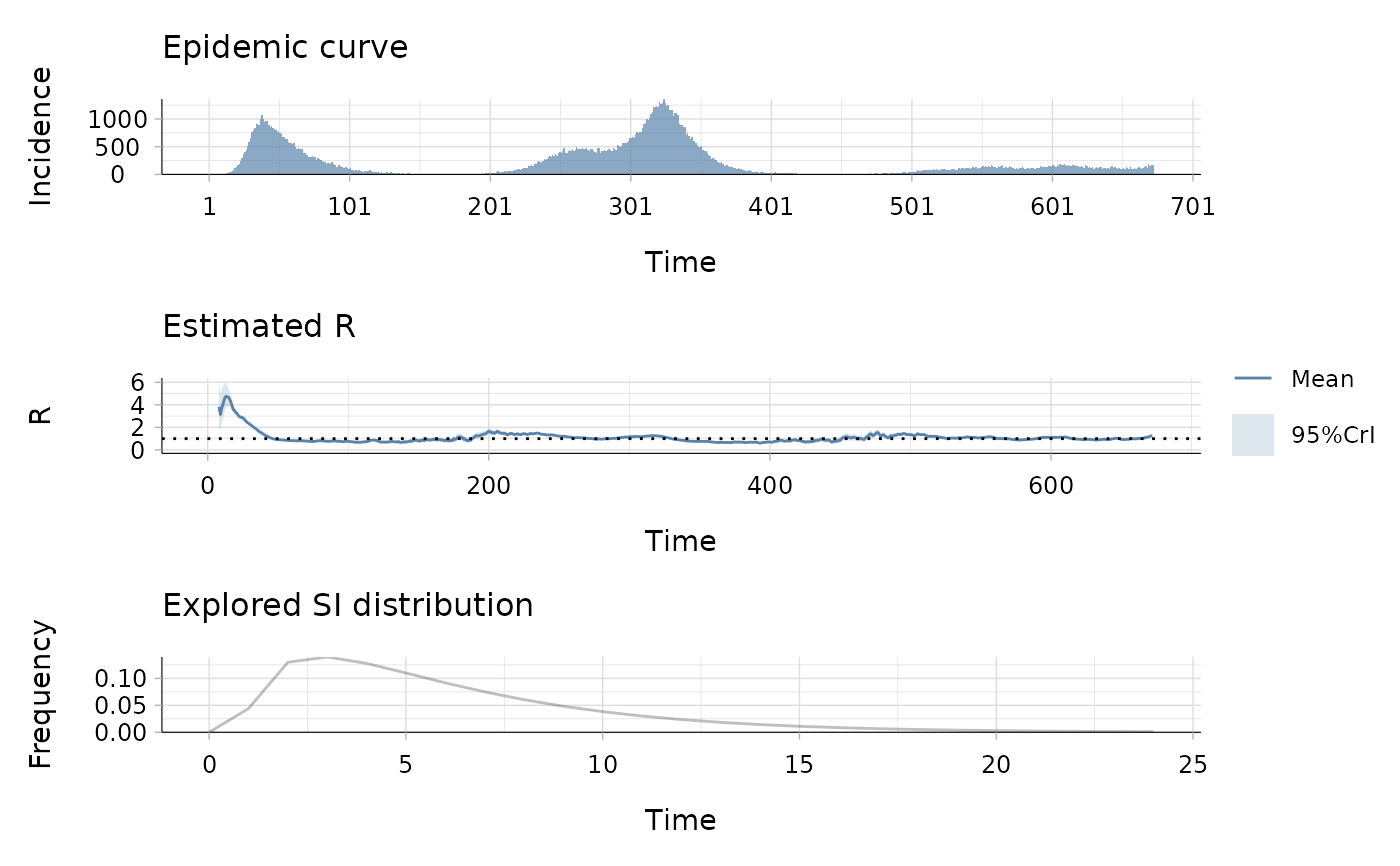 Epidemic curve
Incidence
1000
500
0
1 101 201 301 401 501 601 701
Time
Estimated R
R
6
4
2
0
0 200 400 600
Time
Mean
95%CrI
Explored SI distribution
Frequency
0.10
0.05
0.00
0 5 10 15 20 25
Time